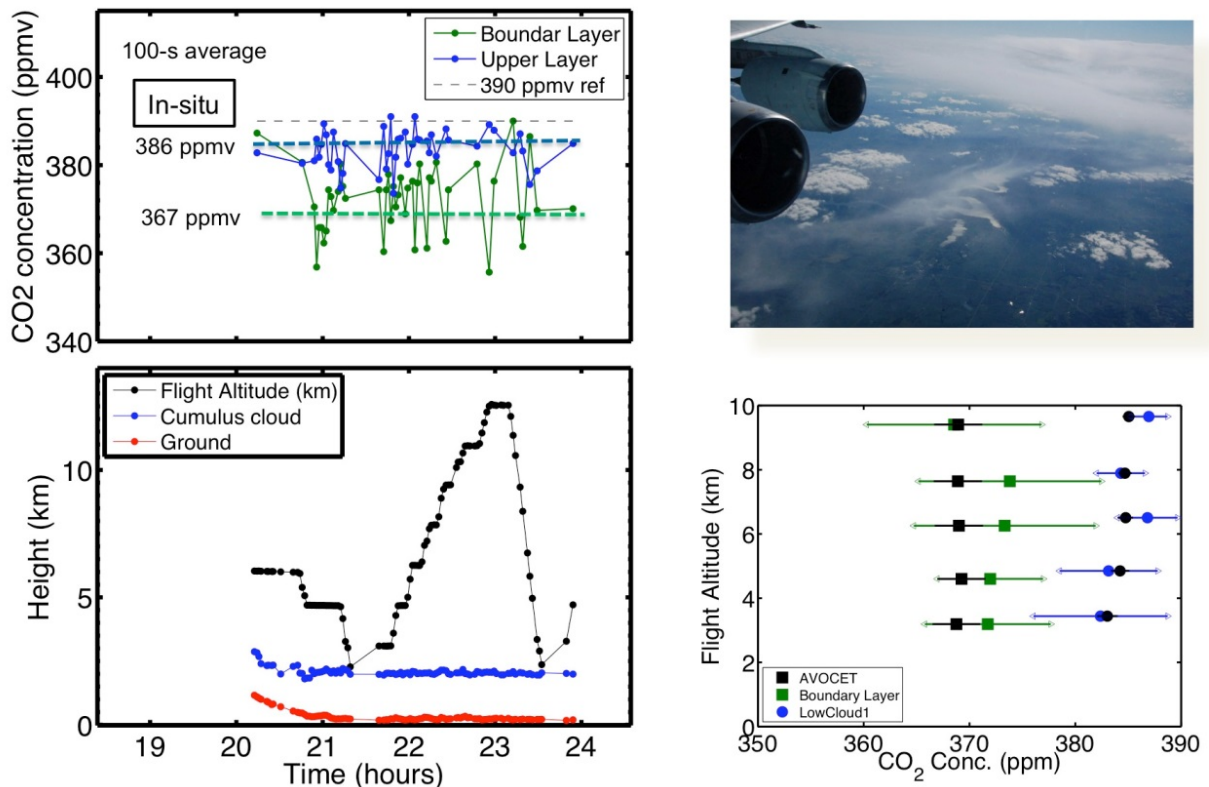 CO2 concentration (ppmv)
400
380
360
340
100-s average
In-situ
386 ppmv
367 ppmv
Boundar Layer
Upper Layer
390 ppmv ref
Height (km)
10
5
0
Flight Altitude (km)
Cumulus cloud
Ground
19 20 21 22 23 24
Time (hours)
Flight Altitude (km)
10
8
6
4
2
0
AVOCET
Boundary Layer
LowCloud1
350 360 370 380 390
CO2 Conc. (ppm)